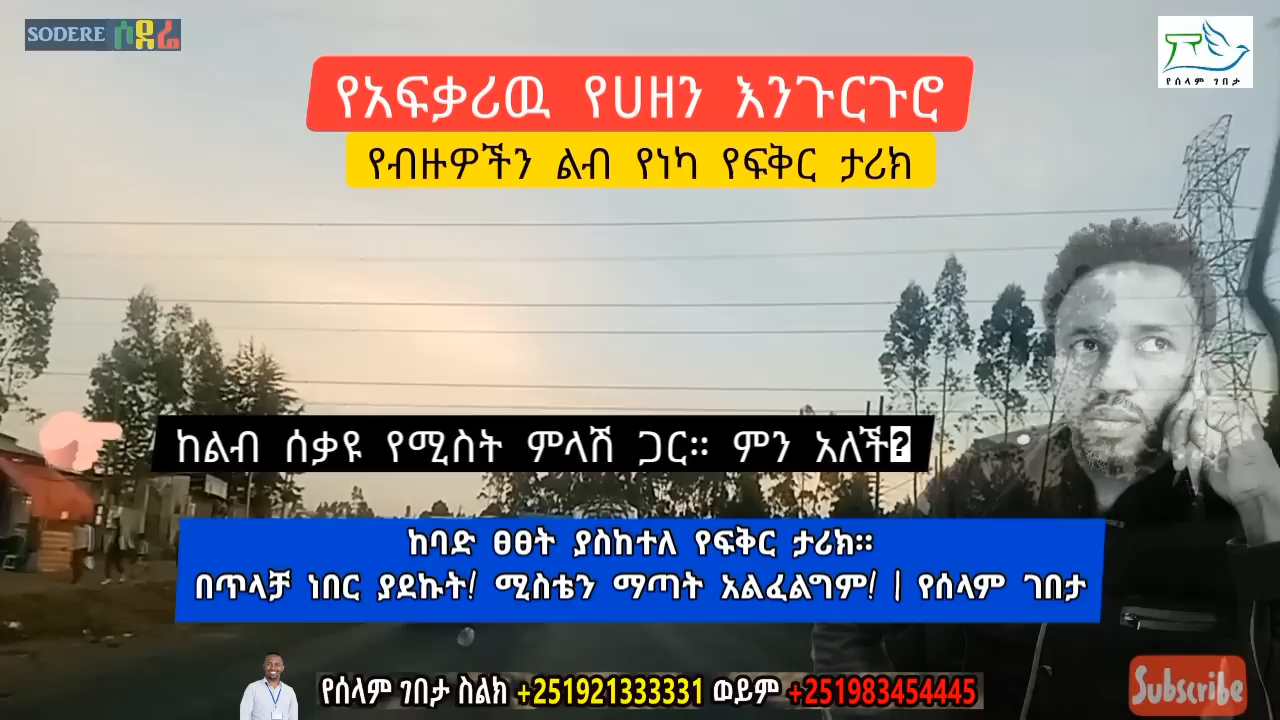 SODERE ሶደሬ
የሰላም ገበታ
የአፍቃሪዉ የሀዘን እንጉርጉሮ
የብዙዎችን ልብ የነካ የፍቅር ታሪክ
ከልብ ሰቃዩ የሚስት ምላሽ ጋር። ምን አለች
ከባድ ፀፀት ያስከተለ የፍቅር ታሪክ።
በጥላቻ ነበር ያደኩት! ሚስቴን ማጣት አልፈልግም! | የሰላም ገበታ
የሰላም ገበታ ስልክ +251921333331 ወይም +251983454445
Subscribe